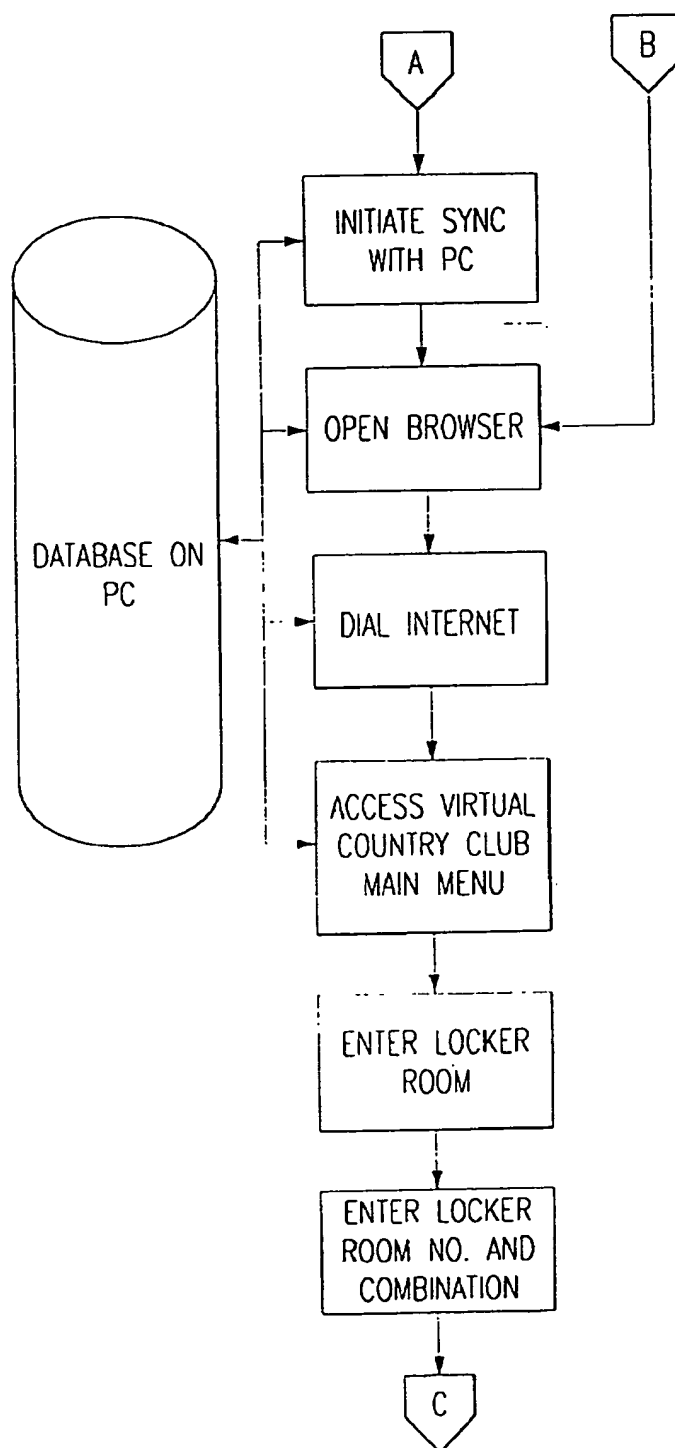 A
B
INITIATE SYNC
WITH PC
OPEN BROWSER
DATABASE ON
PC
DIAL INTERNET
ACCESS VIRTUAL
COUNTRY CLUB
MAIN MENU
ENTER LOCKER
ROOM
ENTER LOCKER
ROOM NO. AND
COMBINATION
C